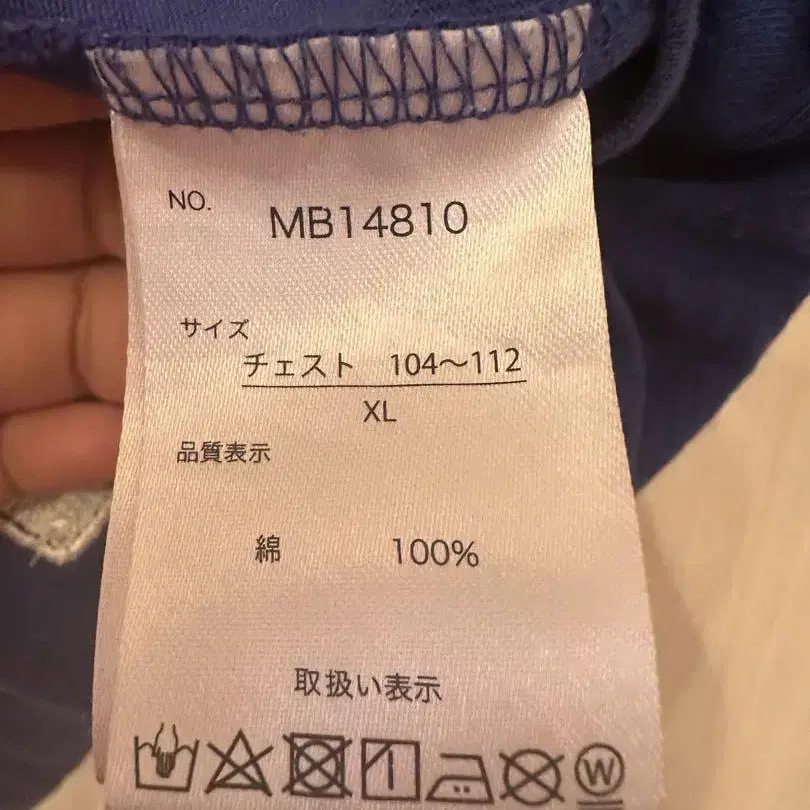 NO. MB14810
サイズ
チェスト 104〜112
XL
品質表示
綿 100%
取扱い表示
W